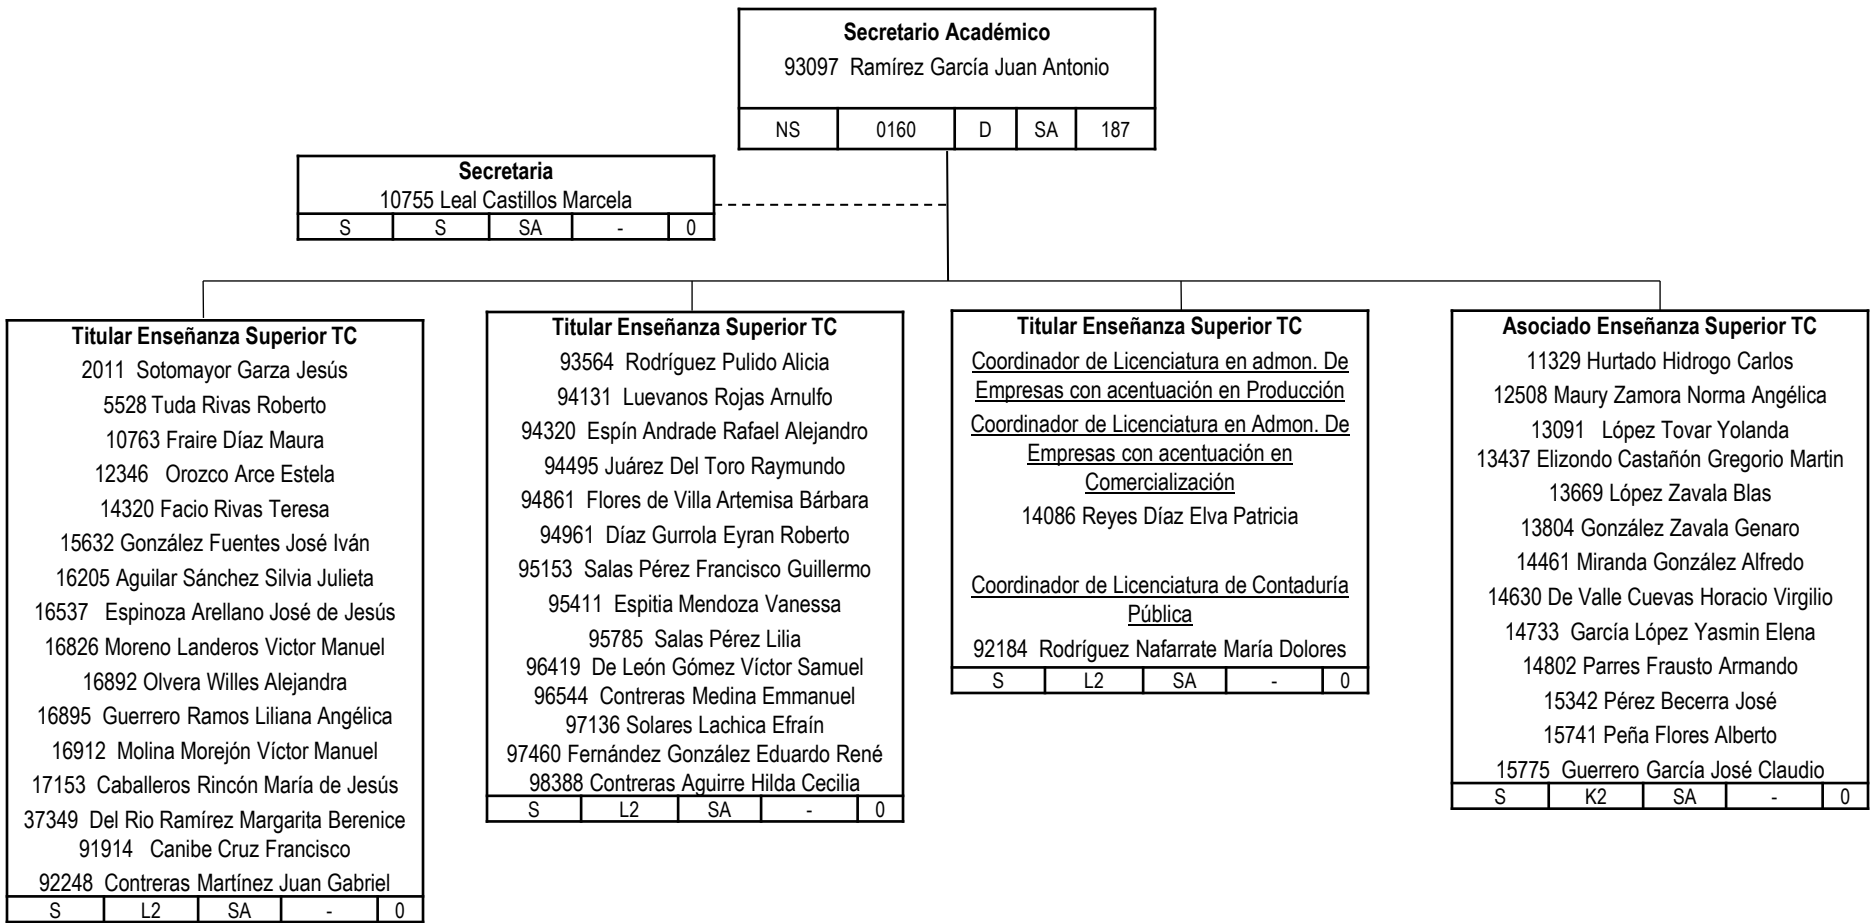 Secretario Académico
93097 Ramírez García Juan Antonio
NS 0160 D SA 187
Secretaria
10755 Leal Castillos Marcela
S S SA - 0
Titular Enseñanza Superior TC
2011 Sotomayor Garza Jesús
5528 Tuda Rivas Roberto
10763 Fraire Díaz Maura
12346 Orozco Arce Estela
14320 Facio Rivas Teresa
15632 González Fuentes José Iván
16205 Aguilar Sánchez Silvia Julieta
16537 Espinoza Arellano José de Jesús
16826 Moreno Landeros Victor Manuel
16892 Olvera Willes Alejandra
16895 Guerrero Ramos Liliana Angélica
16912 Molina Morejón Víctor Manuel
17153 Caballeros Rincón María de Jesús
37349 Del Rio Ramírez Margarita Berenice
91914 Canibe Cruz Francisco
92248 Contreras Martínez Juan Gabriel
S L2 SA - 0
Titular Enseñanza Superior TC
93564 Rodríguez Pulido Alicia
94131 Luevanos Rojas Arnulfo
94320 Espín Andrade Rafael Alejandro
94495 Juárez Del Toro Raymundo
94861 Flores de Villa Artemisa Bárbara
94961 Díaz Gurrola Eyran Roberto
95153 Salas Pérez Francisco Guillermo
95411 Espitia Mendoza Vanessa
95785 Salas Pérez Lilia
96419 De León Gómez Víctor Samuel
96544 Contreras Medina Emmanuel
97136 Solares Lachica Efraín
97460 Fernández González Eduardo René
98388 Contreras Aguirre Hilda Cecilia
S L2 SA - 0
Titular Enseñanza Superior TC
Coordinador de Licenciatura en admon. De
Empresas con acentuación en Producción
Coordinador de Licenciatura en Admon. De
Empresas con acentuación en
Comercialización
14086 Reyes Díaz Elva Patricia
Coordinador de Licenciatura de Contaduría
Pública
92184 Rodríguez Nafarrate María Dolores
S L2 SA - 0
Asociado Enseñanza Superior TC
11329 Hurtado Hidrogo Carlos
12508 Maury Zamora Norma Angélica
13091 López Tovar Yolanda
13437 Elizondo Castañón Gregorio Martin
13669 López Zavala Blas
13804 González Zavala Genaro
14461 Miranda González Alfredo
14630 De Valle Cuevas Horacio Virgilio
14733 García López Yasmin Elena
14802 Parres Frausto Armando
15342 Pérez Becerra José
15741 Peña Flores Alberto
15775 Guerrero García José Claudio
S K2 SA - 0